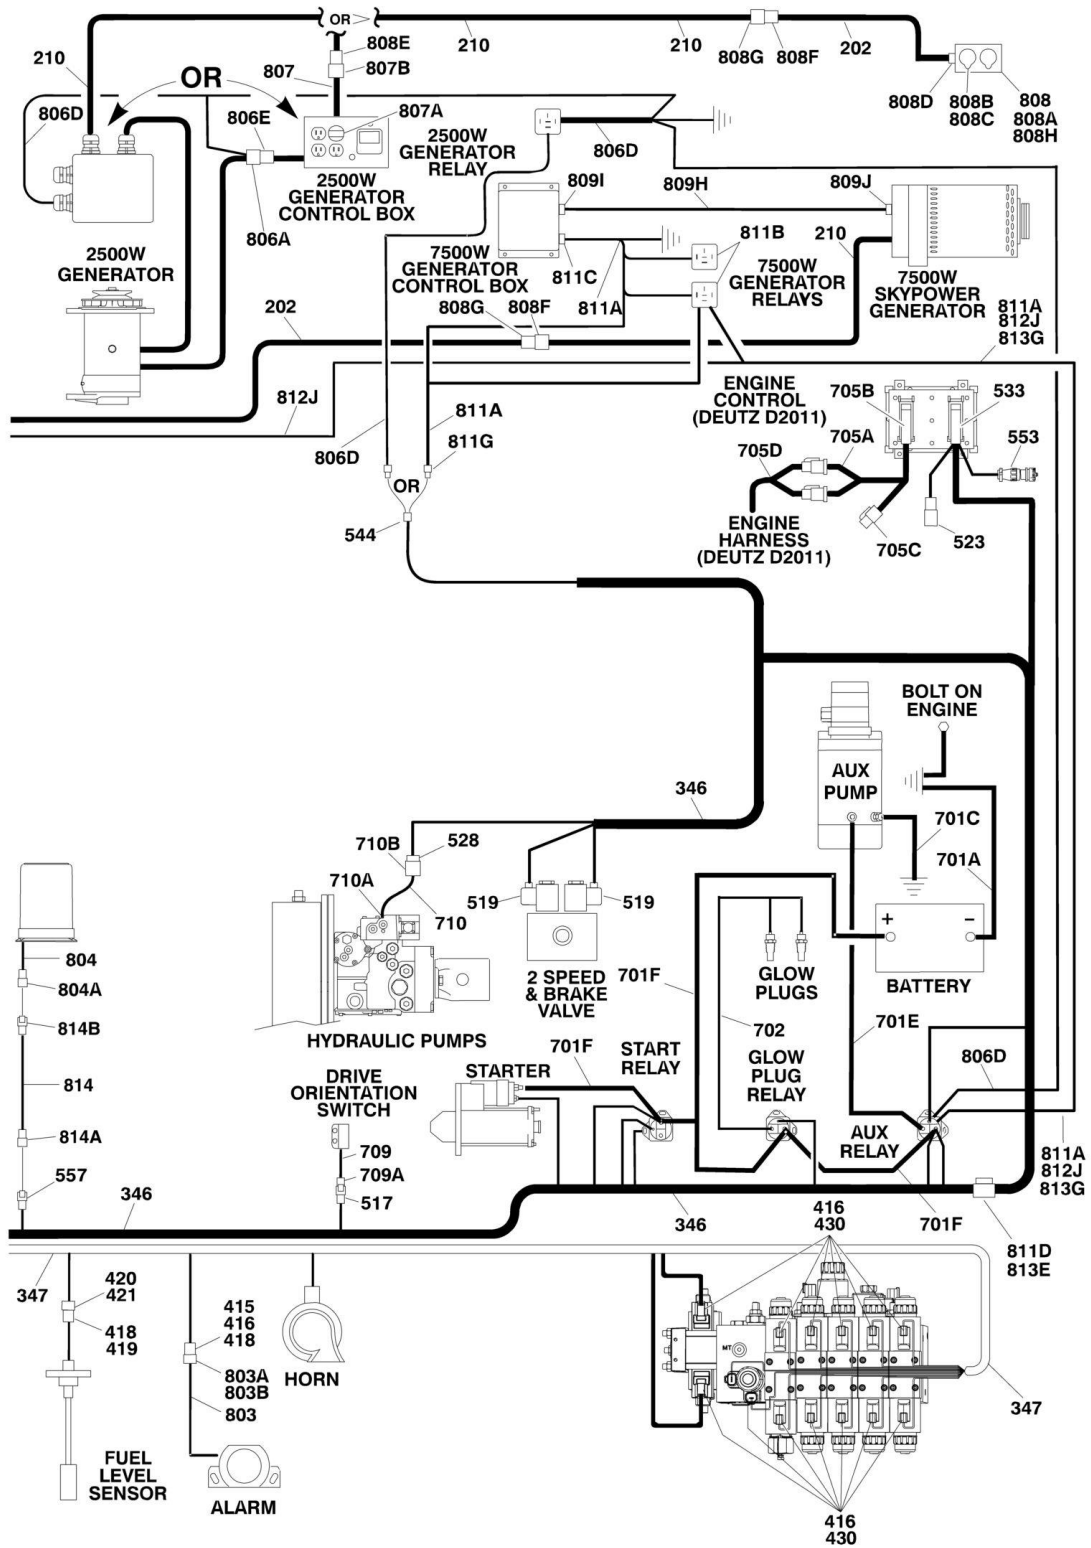 OR
808E
210
210
202
210
807
807B
808G
808F
OR
808D
808B
808C
808
808A
808H
806D
806E
807A
2500W
GENERATOR
RELAY
806D
2500W
GENERATOR
CONTROL BOX
809I
809H
809J
806A
811B
210
2500W
GENERATOR
7500W
GENERATOR
CONTROL BOX
811C
811A
7500W
GENERATOR
RELAYS
7500W
SKYPOWER
GENERATOR
811A
812J
813G
202
808G
808F
812J
ENGINE
CONTROL
(DEUTZ D2011)
705B
533
811A
705A
553
806D
811G
705D
OR
544
ENGINE
HARNESS
(DEUTZ D2011)
705C
523
BOLT ON
ENGINE
AUX
PUMP
346
701C
710B
528
701A
710A
519
519
710
+
-
804
BATTERY
804A
2 SPEED
& BRAKE
VALVE
701F
GLOW
PLUGS
814B
HYDRAULIC PUMPS
702
701E
701F
START
RELAY
GLOW
PLUG
RELAY
806D
STARTER
814
DRIVE
ORIENTATION
SWITCH
814A
AUX
RELAY
709
811A
812J
813G
557
709A
346
517
416
430
346
701F
811D
813E
347
420
421
415
416
418
418
419
803A
803B
803
HORN
MT
347
FUEL
LEVEL
SENSOR
ALARM
416
430